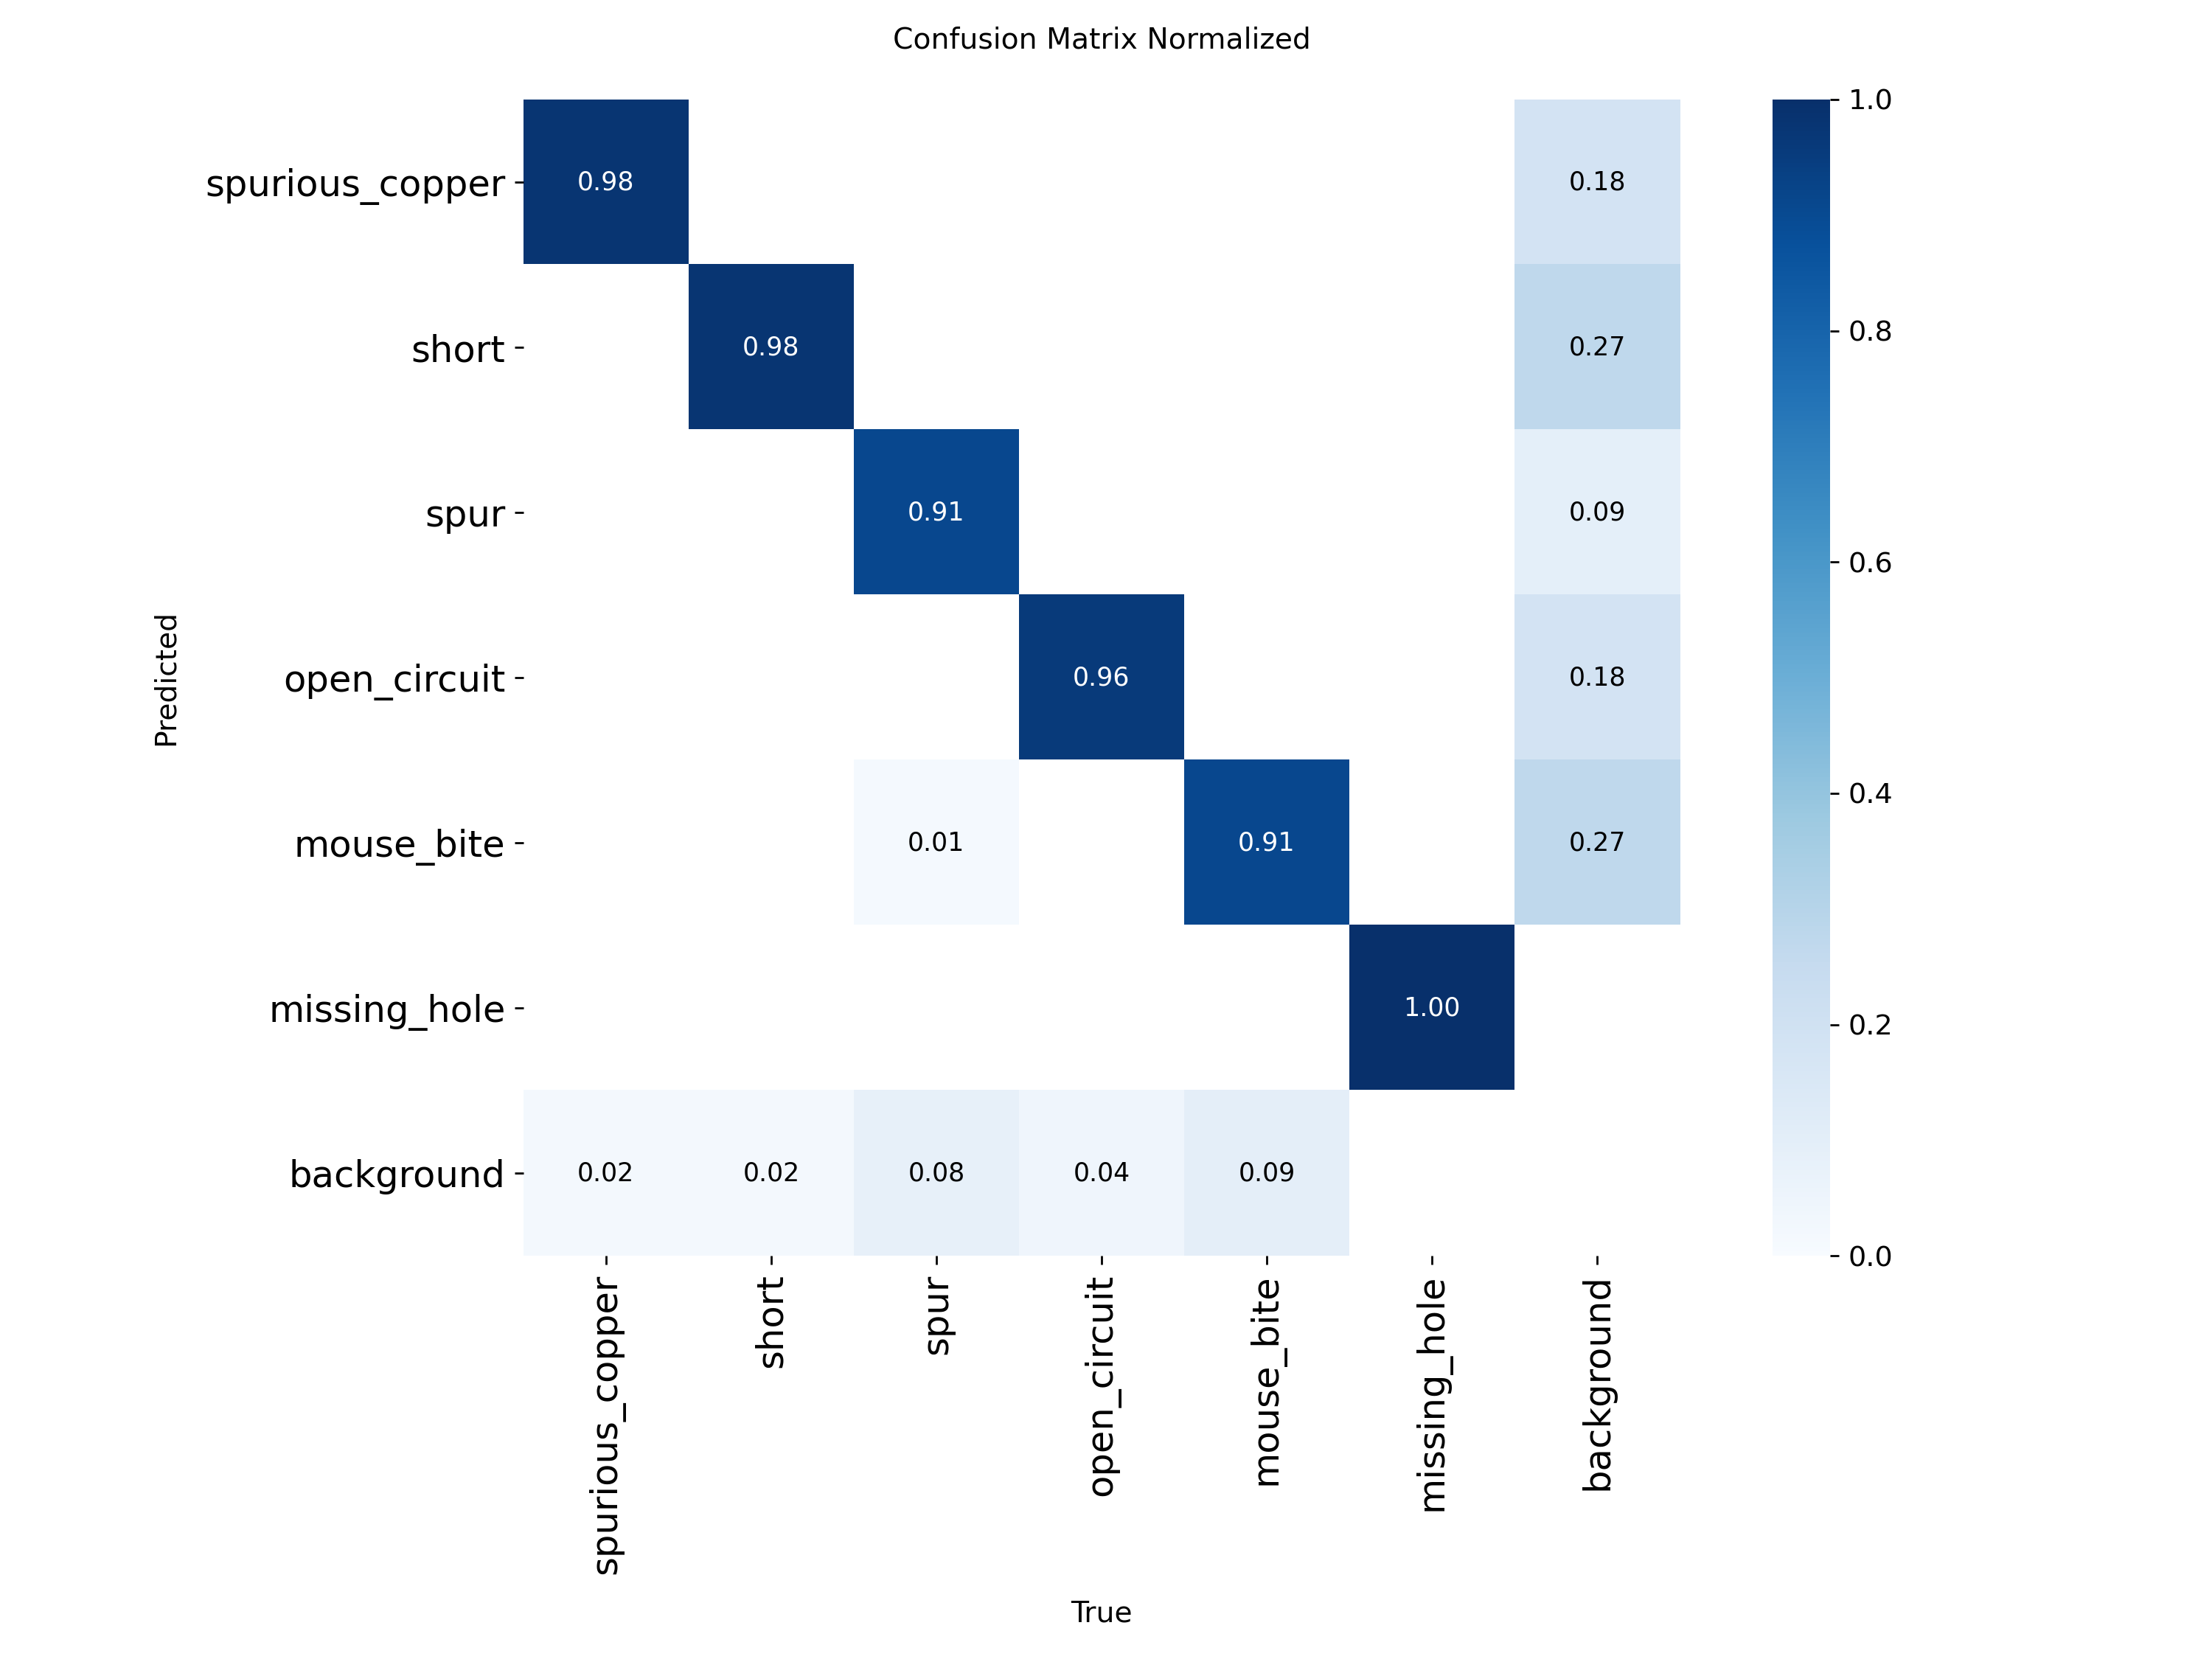 Confusion Matrix Normalized
spurious_copper 0.98 0.18
short 0.98 0.27
spur 0.91 0.09
open_circuit 0.96 0.18
mouse_bite 0.01 0.91 0.27
missing_hole 1.00
background 0.02 0.02 0.08 0.04 0.09
Predicted
spurious_copper
short
spur
open_circuit
mouse_bite
missing_hole
background
True
1.0
0.8
0.6
0.4
0.2
0.0